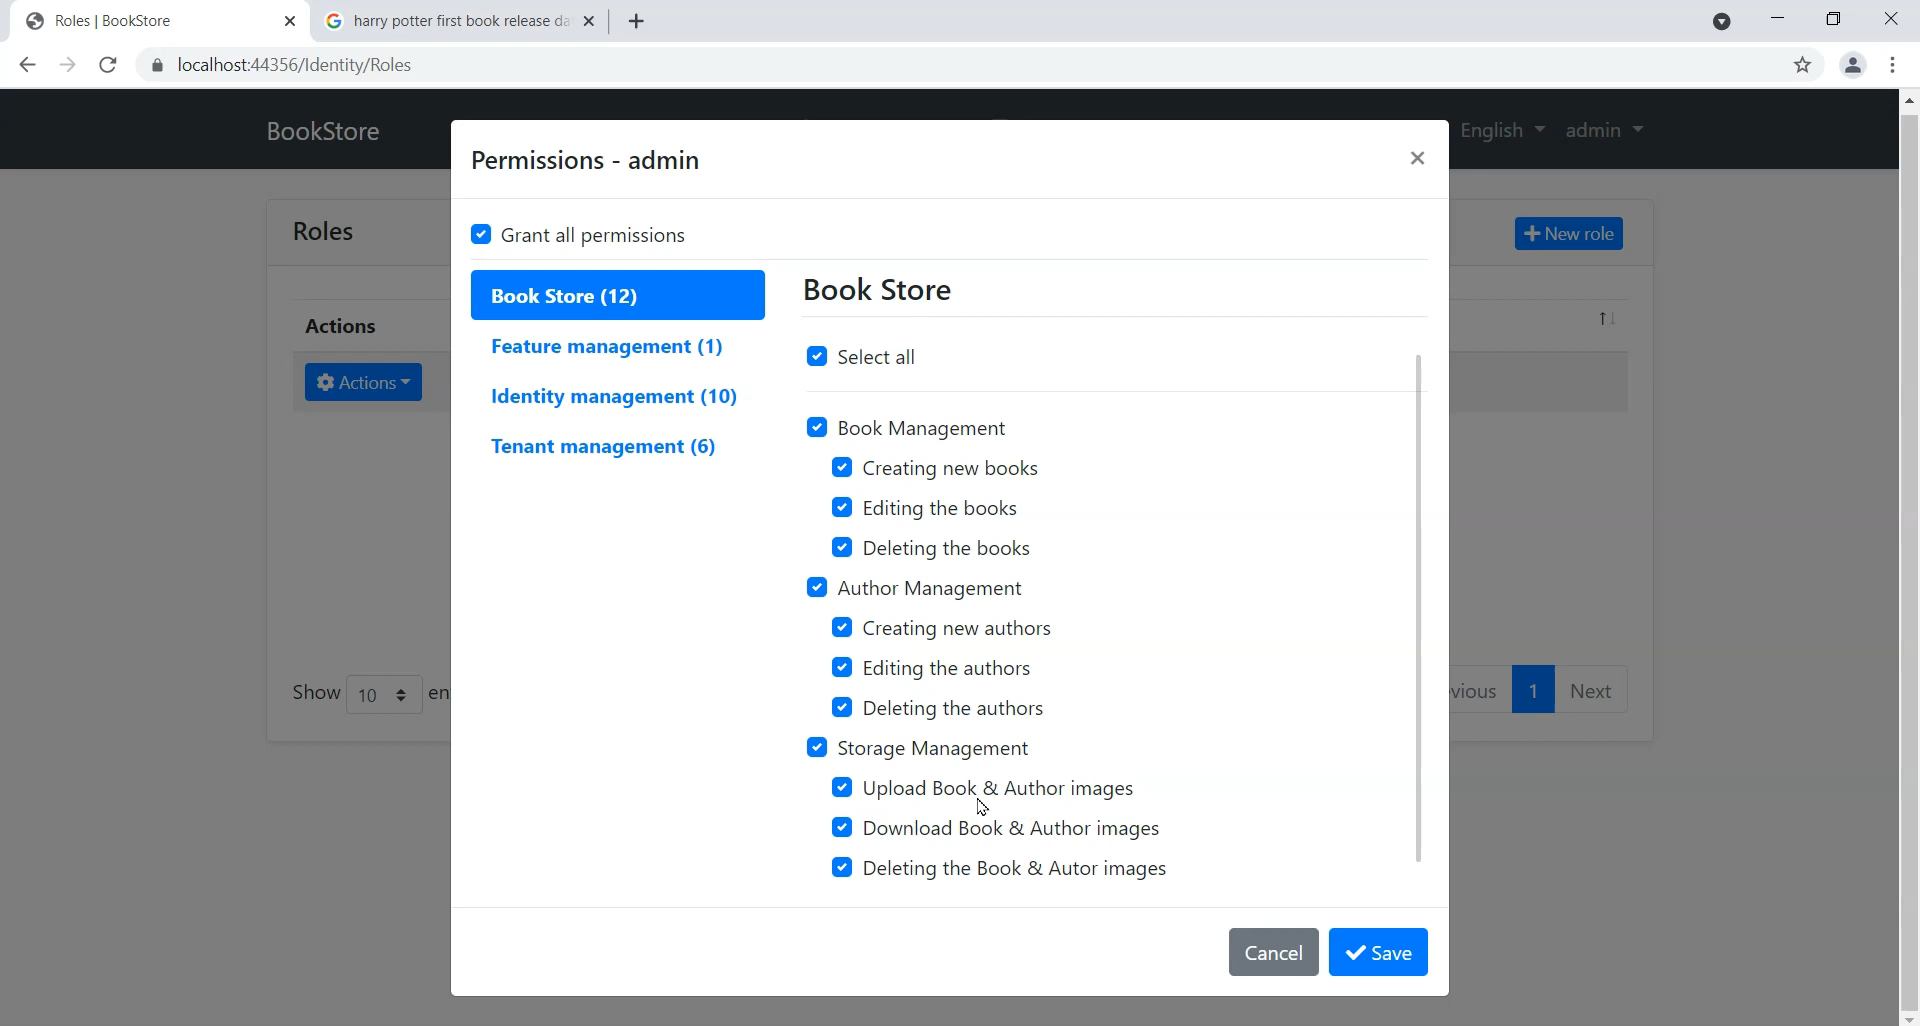 Roles | BookStore
harry potter first book release da
localhost:44356/Identity/Roles
BookStore
English
admin
Permissions - admin
Roles
New role
Grant all permissions
Book Store (12)
Feature management (1)
Identity management (10)
Tenant management (6)
Book Store
Select all
Actions
Actions
Book Management
Creating new books
Editing the books
Deleting the books
Author Management
Creating new authors
Editing the authors
Deleting the authors
Storage Management
Upload Book & Author images
Download Book & Author images
Deleting the Book & Autor images
Show 10 en
vious 1 Next
Cancel
Save